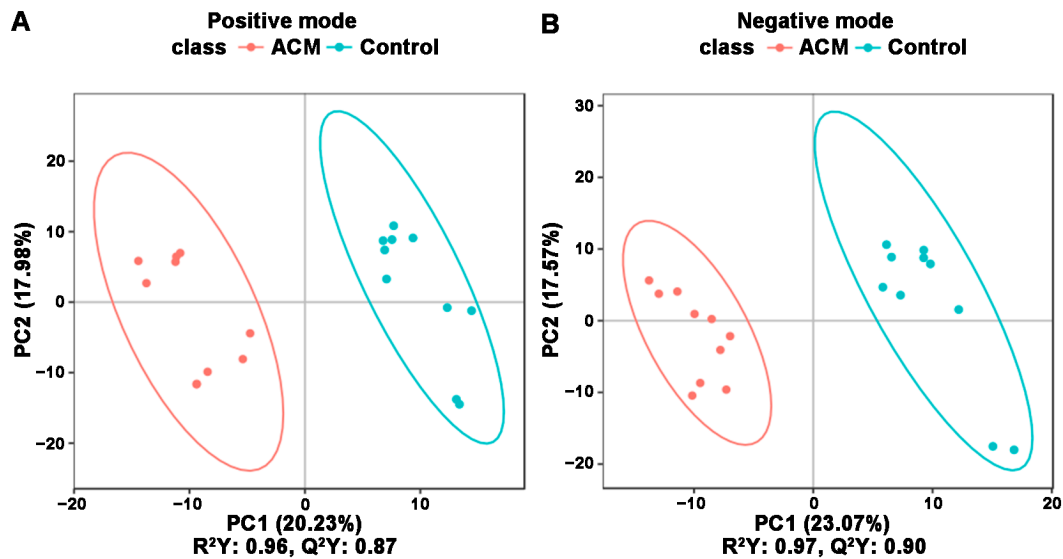 A
Positive mode
class ACM Control
20
10
0
−10
−20
−20
−10
0
10
PC2 (17.98%)
PC1 (20.23%)
R²Y: 0.96, Q²Y: 0.87
B
Negative mode
class ACM Control
30
20
10
0
−10
−20
−10
0
10
20
PC2 (17.57%)
PC1 (23.07%)
R²Y: 0.97, Q²Y: 0.90